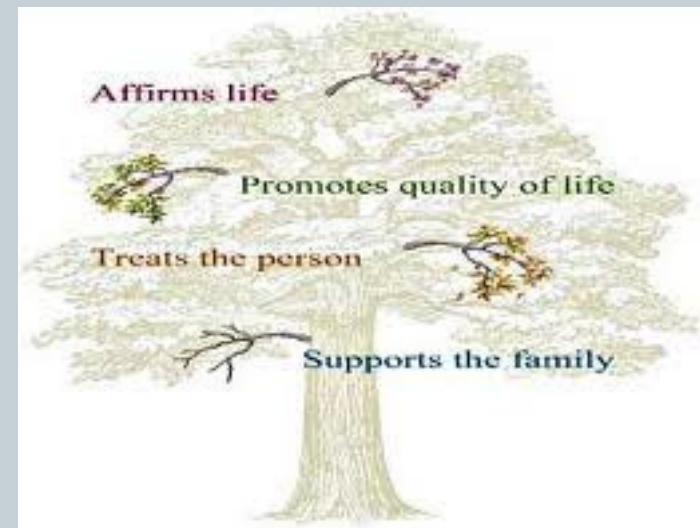 Affirms life
Promotes quality of life
Treats the person
Supports the family